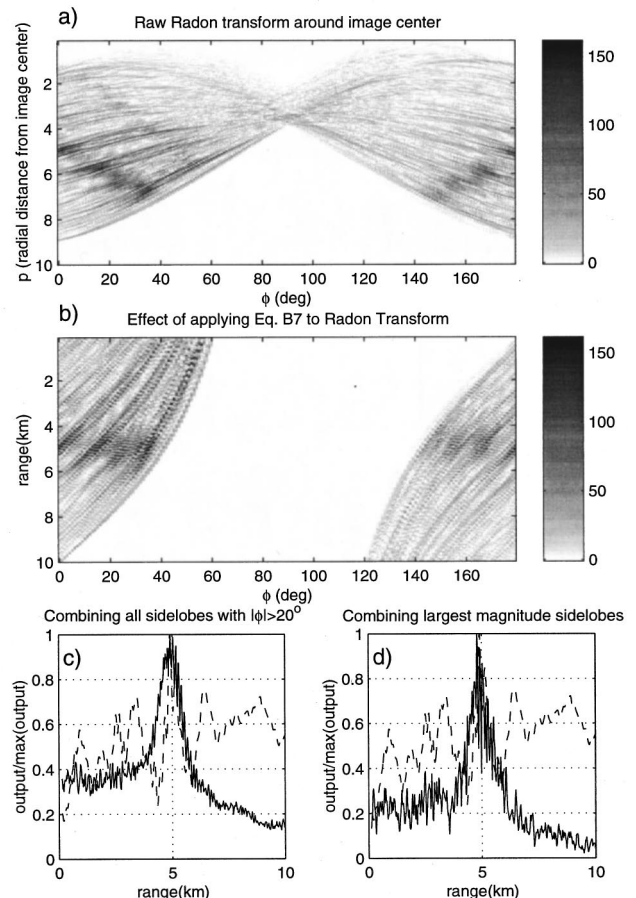 a)
Raw Radon transform around image center
p (radial distance from image center)
2
4
6
8
10
0 20 40 60 80 100 120 140 160
ϕ (deg)
150
100
50
0
b)
Effect of applying Eq. B7 to Radon Transform
range(km)
2
4
6
8
10
0 20 40 60 80 100 120 140 160
ϕ (deg)
150
100
50
0
Combining all sidelobes with |ϕ|>20°
c)
output/max(output)
1
0.8
0.6
0.4
0.2
0
0 5 10
range(km)
Combining largest magnitude sidelobes
d)
output/max(output)
1
0.8
0.6
0.4
0.2
0
0 5 10
range(km)